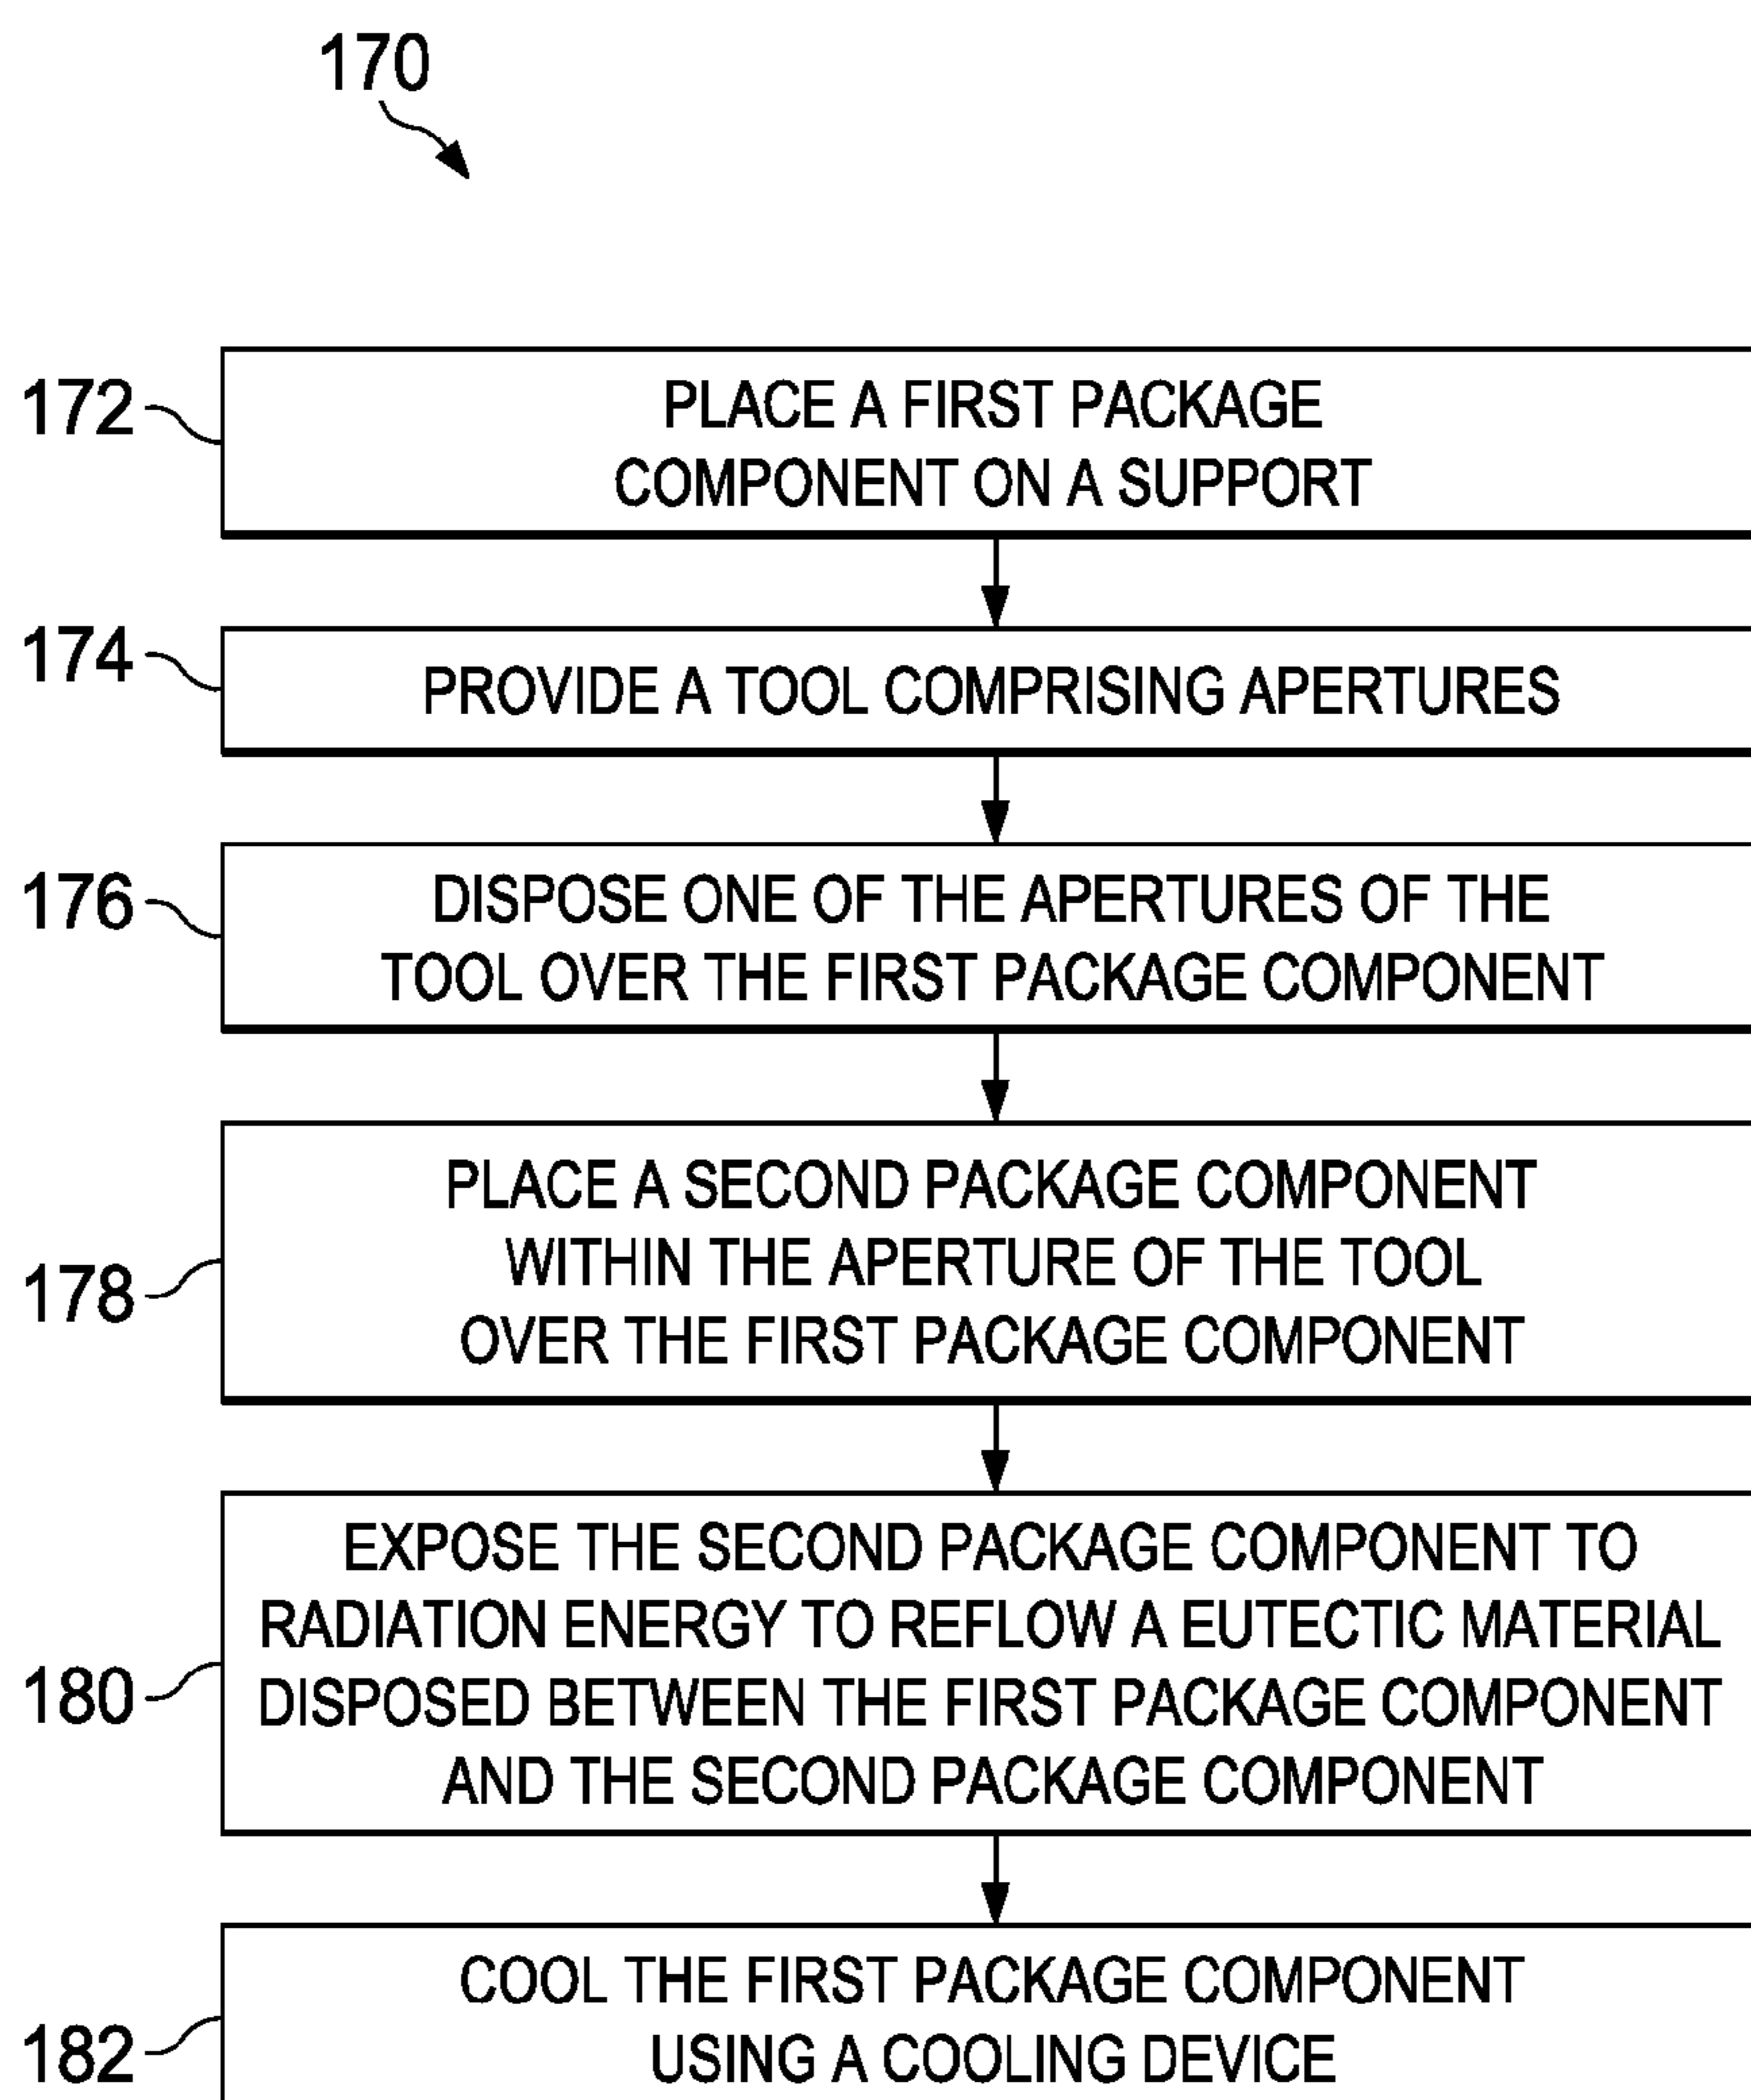 170
172
PLACE A FIRST PACKAGE
COMPONENT ON A SUPPORT
174
PROVIDE A TOOL COMPRISING APERTURES
176
DISPOSE ONE OF THE APERTURES OF THE
TOOL OVER THE FIRST PACKAGE COMPONENT
178
PLACE A SECOND PACKAGE COMPONENT
WITHIN THE APERTURE OF THE TOOL
OVER THE FIRST PACKAGE COMPONENT
180
EXPOSE THE SECOND PACKAGE COMPONENT TO
RADIATION ENERGY TO REFLOW A EUTECTIC MATERIAL
DISPOSED BETWEEN THE FIRST PACKAGE COMPONENT
AND THE SECOND PACKAGE COMPONENT
182
COOL THE FIRST PACKAGE COMPONENT
USING A COOLING DEVICE